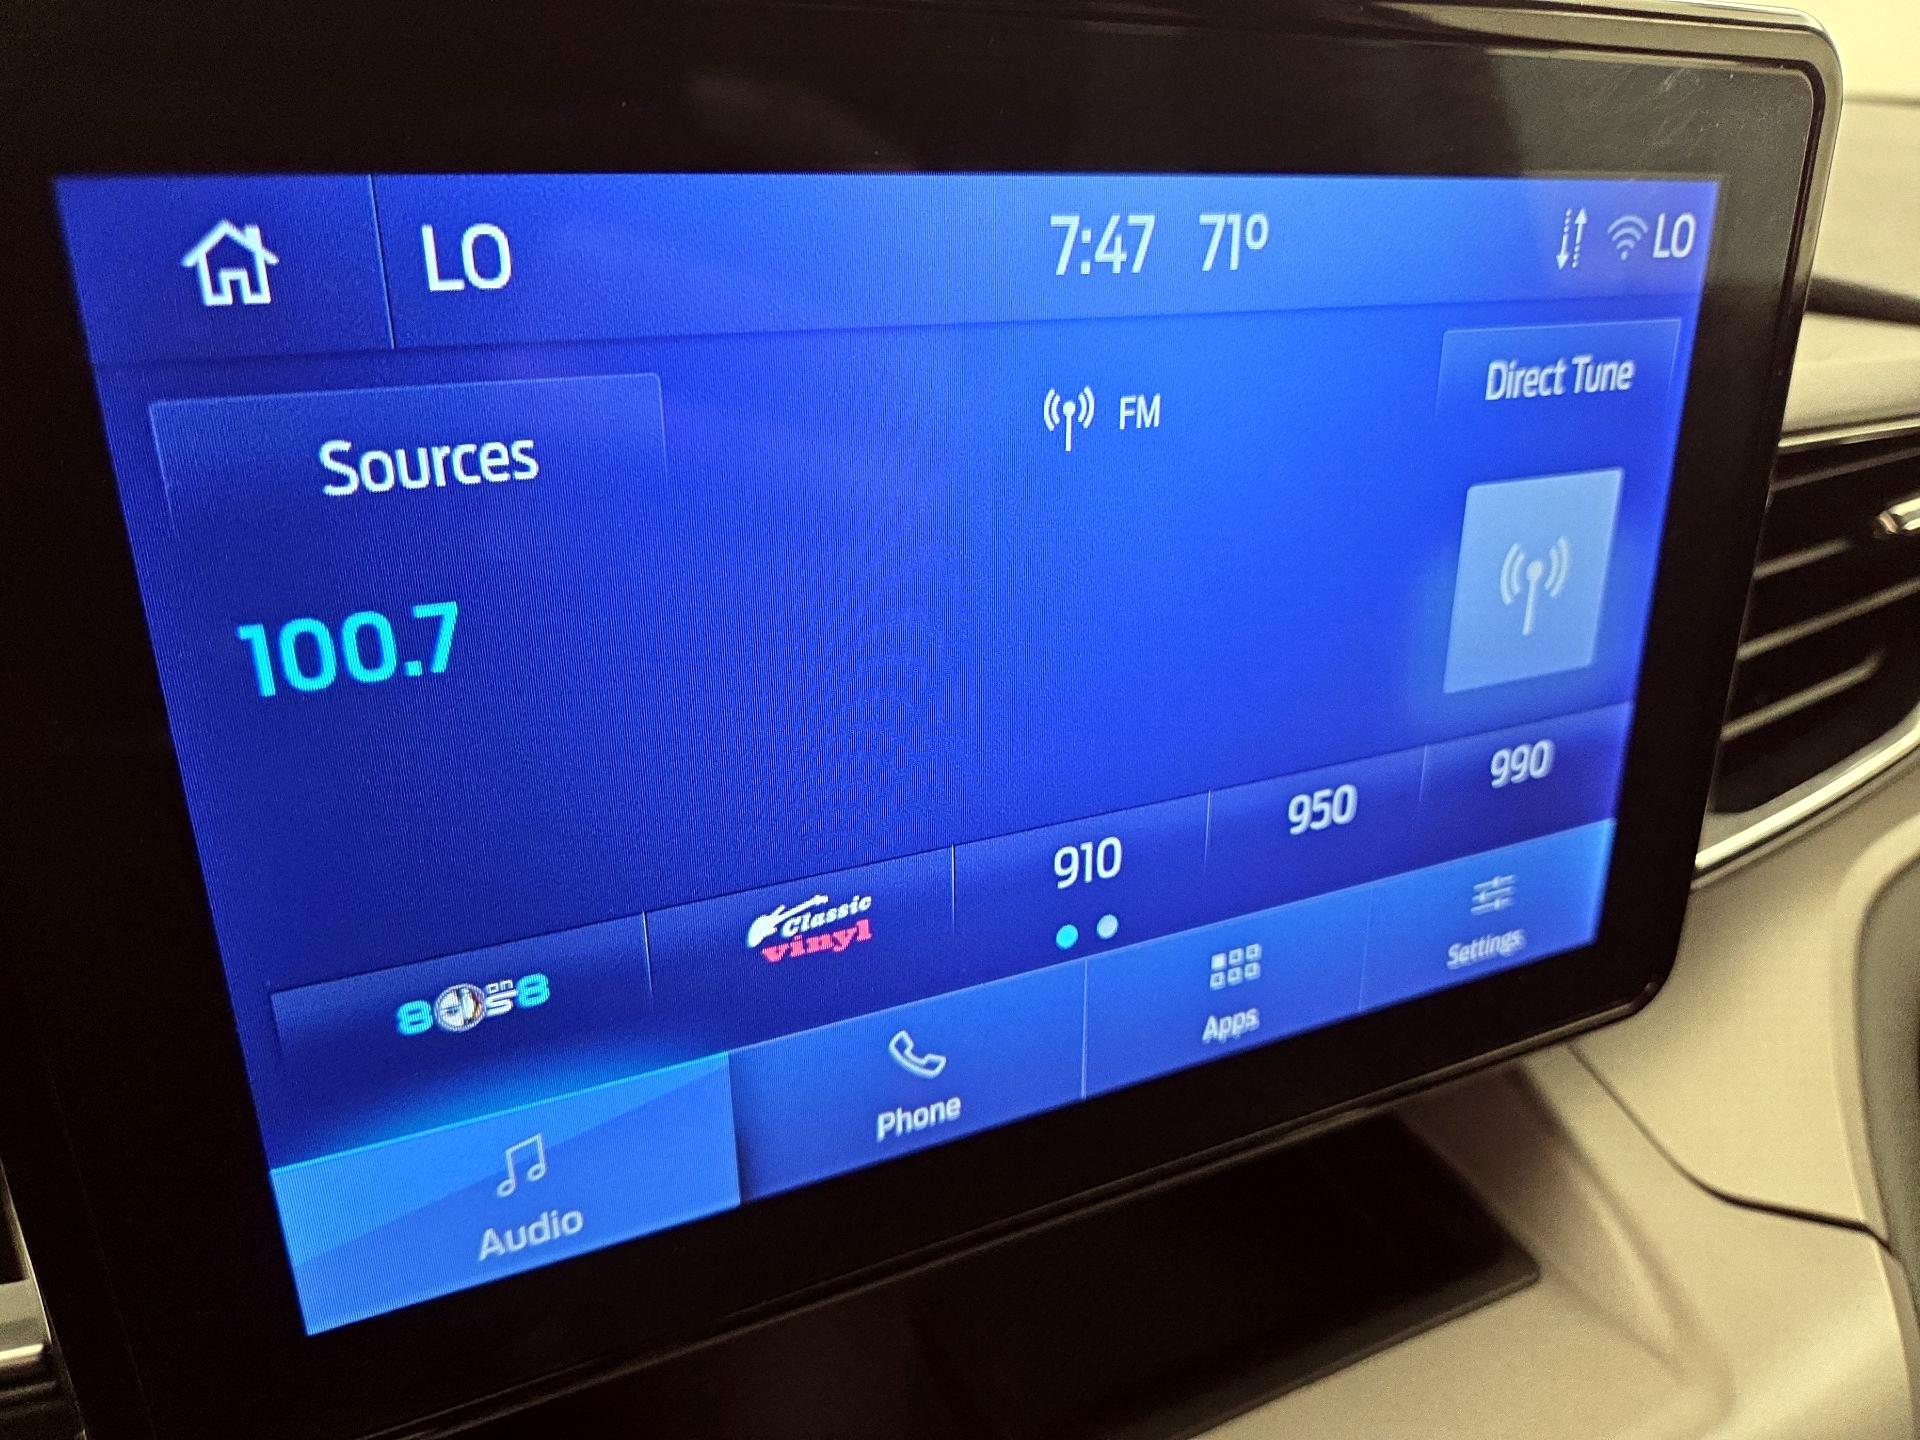 LO 7:47 71º LO
Direct Tune
FM
Sources
100.7
990
950
910
Classic
vinyl
80s on 8
Settings
Apps
Phone
Audio